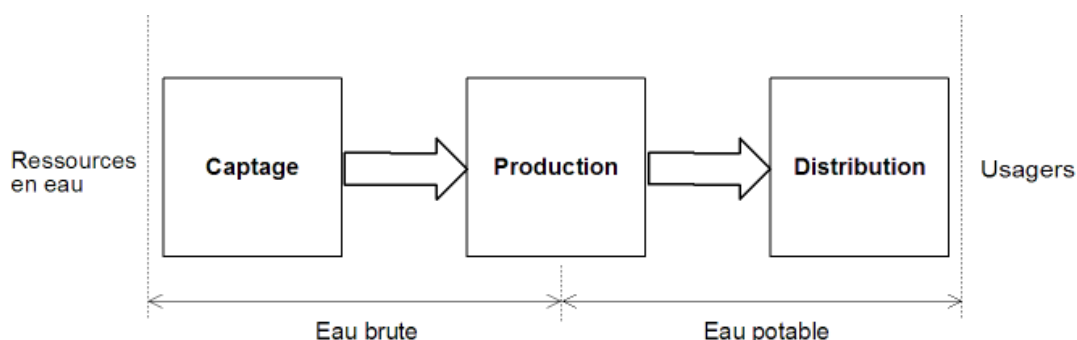 Ressources
en eau
Captage
Production
Distribution
Usagers
Eau brute
Eau potable